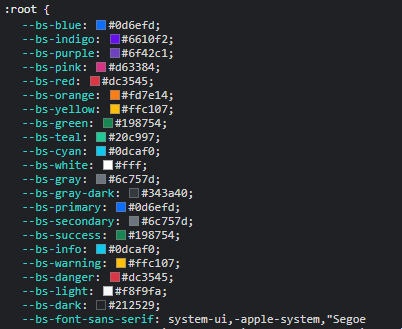 :root {
--bs-blue: #0d6efd;
--bs-indigo: #6610f2;
--bs-purple: #6f42c1;
--bs-pink: #d63384;
--bs-red: #dc3545;
--bs-orange: #fd7e14;
--bs-yellow: #ffc107;
--bs-green: #198754;
--bs-teal: #20c997;
--bs-cyan: #0dcaf0;
--bs-white: #fff;
--bs-gray: #6c757d;
--bs-gray-dark: #343a40;
--bs-primary: #0d6efd;
--bs-secondary: #6c757d;
--bs-success: #198754;
--bs-info: #0dcaf0;
--bs-warning: #ffc107;
--bs-danger: #dc3545;
--bs-light: #f8f9fa;
--bs-dark: #212529;
--bs-font-sans-serif: system-ui,-apple-system,"Segoe